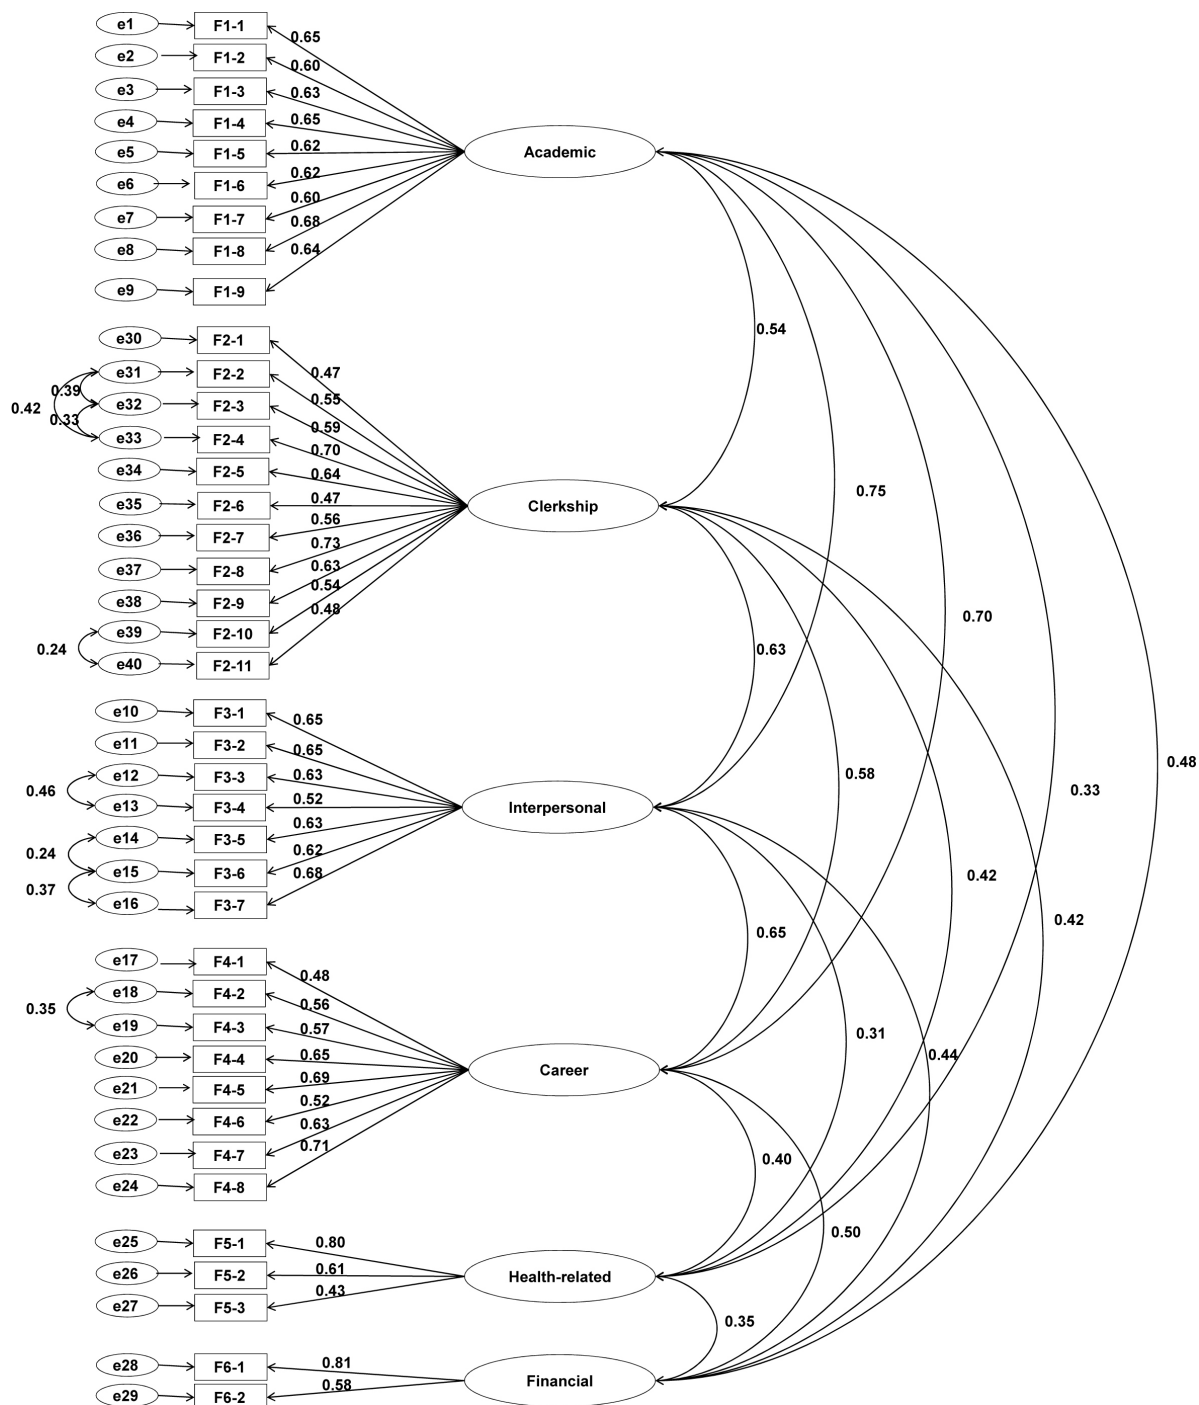 e1 F1-1 0.65
e2 F1-2 0.60
e3 F1-3 0.63
e4 F1-4 0.65
e5 F1-5 0.62
e6 F1-6 0.62
e7 F1-7 0.60
e8 F1-8 0.68
e9 F1-9 0.64
Academic
e30 F2-1 0.47
e31 F2-2 0.55
e32 F2-3 0.59
e33 F2-4 0.70
e34 F2-5 0.64
e35 F2-6 0.47
e36 F2-7 0.56
e37 F2-8 0.73
e38 F2-9 0.63
e39 F2-10 0.54
e40 F2-11 0.48
0.39
0.42
0.33
0.24
Clerkship
e10 F3-1 0.65
e11 F3-2 0.65
e12 F3-3 0.63
e13 F3-4 0.52
e14 F3-5 0.63
e15 F3-6 0.62
e16 F3-7 0.68
0.46
0.24
0.37
Interpersonal
e17 F4-1 0.48
e18 F4-2 0.56
e19 F4-3 0.57
e20 F4-4 0.65
e21 F4-5 0.69
e22 F4-6 0.52
e23 F4-7 0.63
e24 F4-8 0.71
0.35
Career
e25 F5-1 0.80
e26 F5-2 0.61
e27 F5-3 0.43
Health-related
e28 F6-1 0.81
e29 F6-2 0.58
Financial
0.54
0.75
0.70
0.63
0.48
0.58
0.33
0.42
0.42
0.65
0.31
0.44
0.40
0.50
0.35